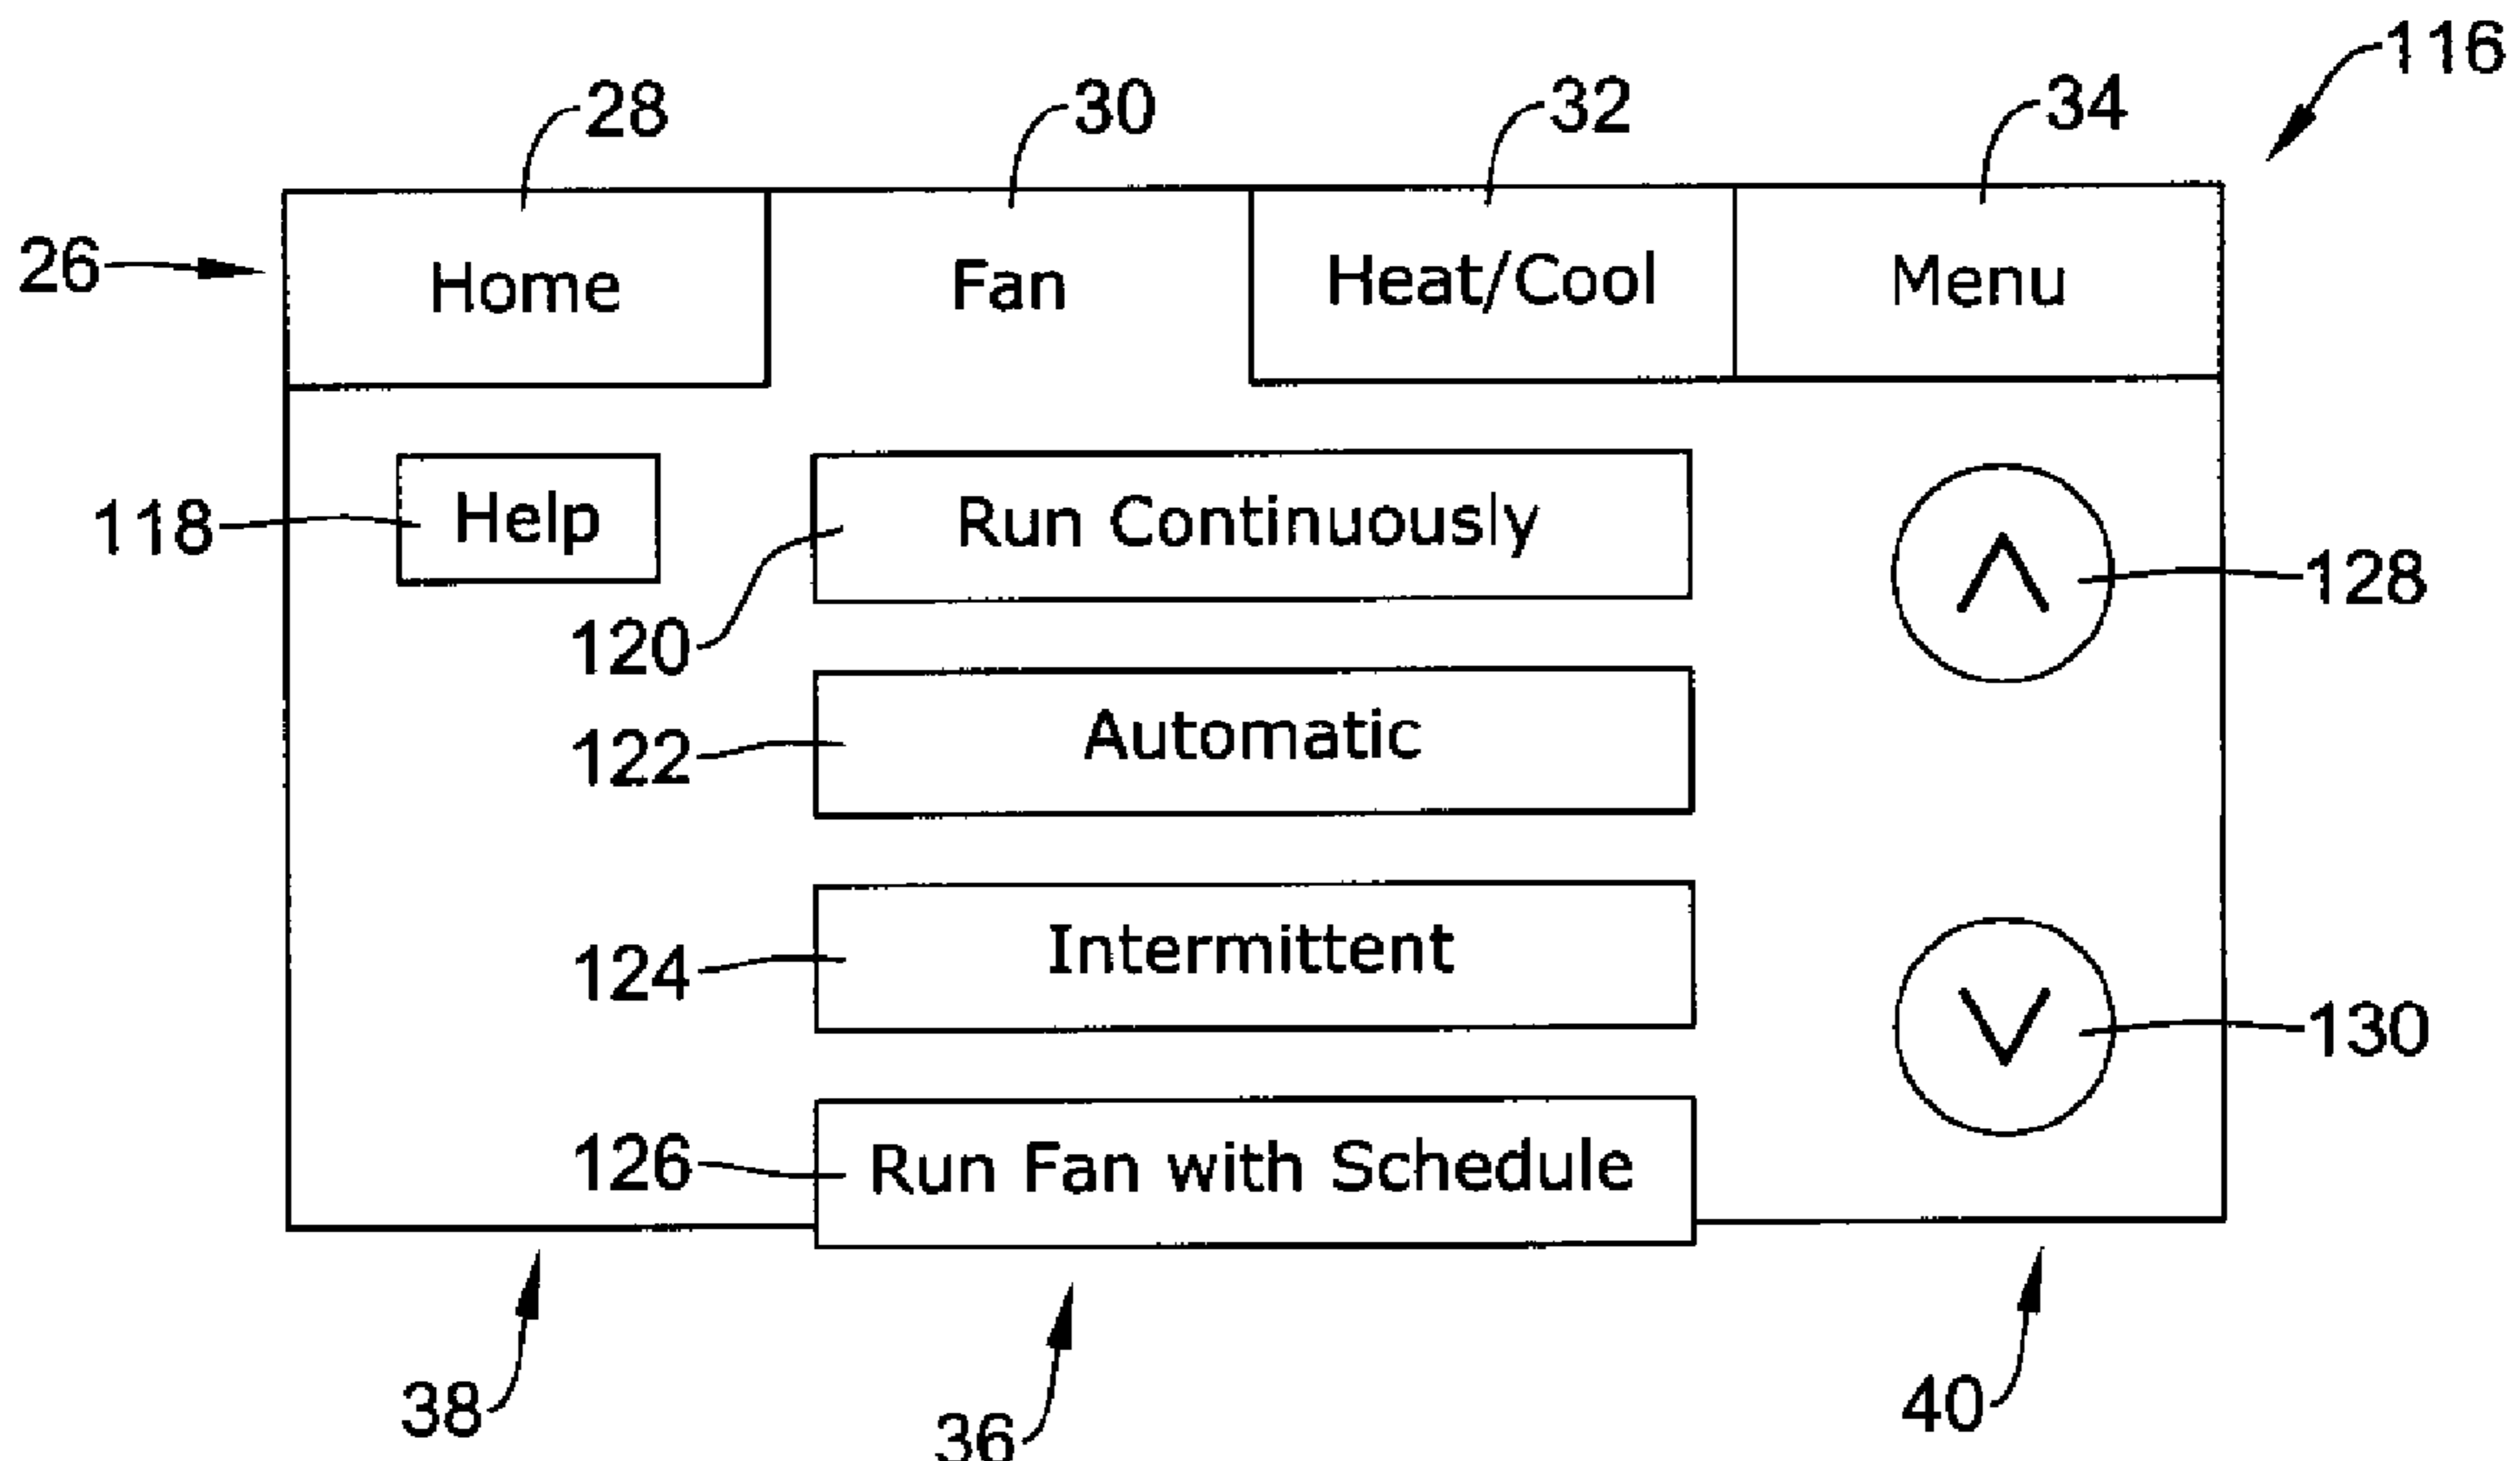 116
28 30 32 34
26 Home Fan Heat/Cool Menu
118 Help Run Continuously
128
120
122 Automatic
124 Intermittent
130
126 Run Fan with Schedule
38 36 40